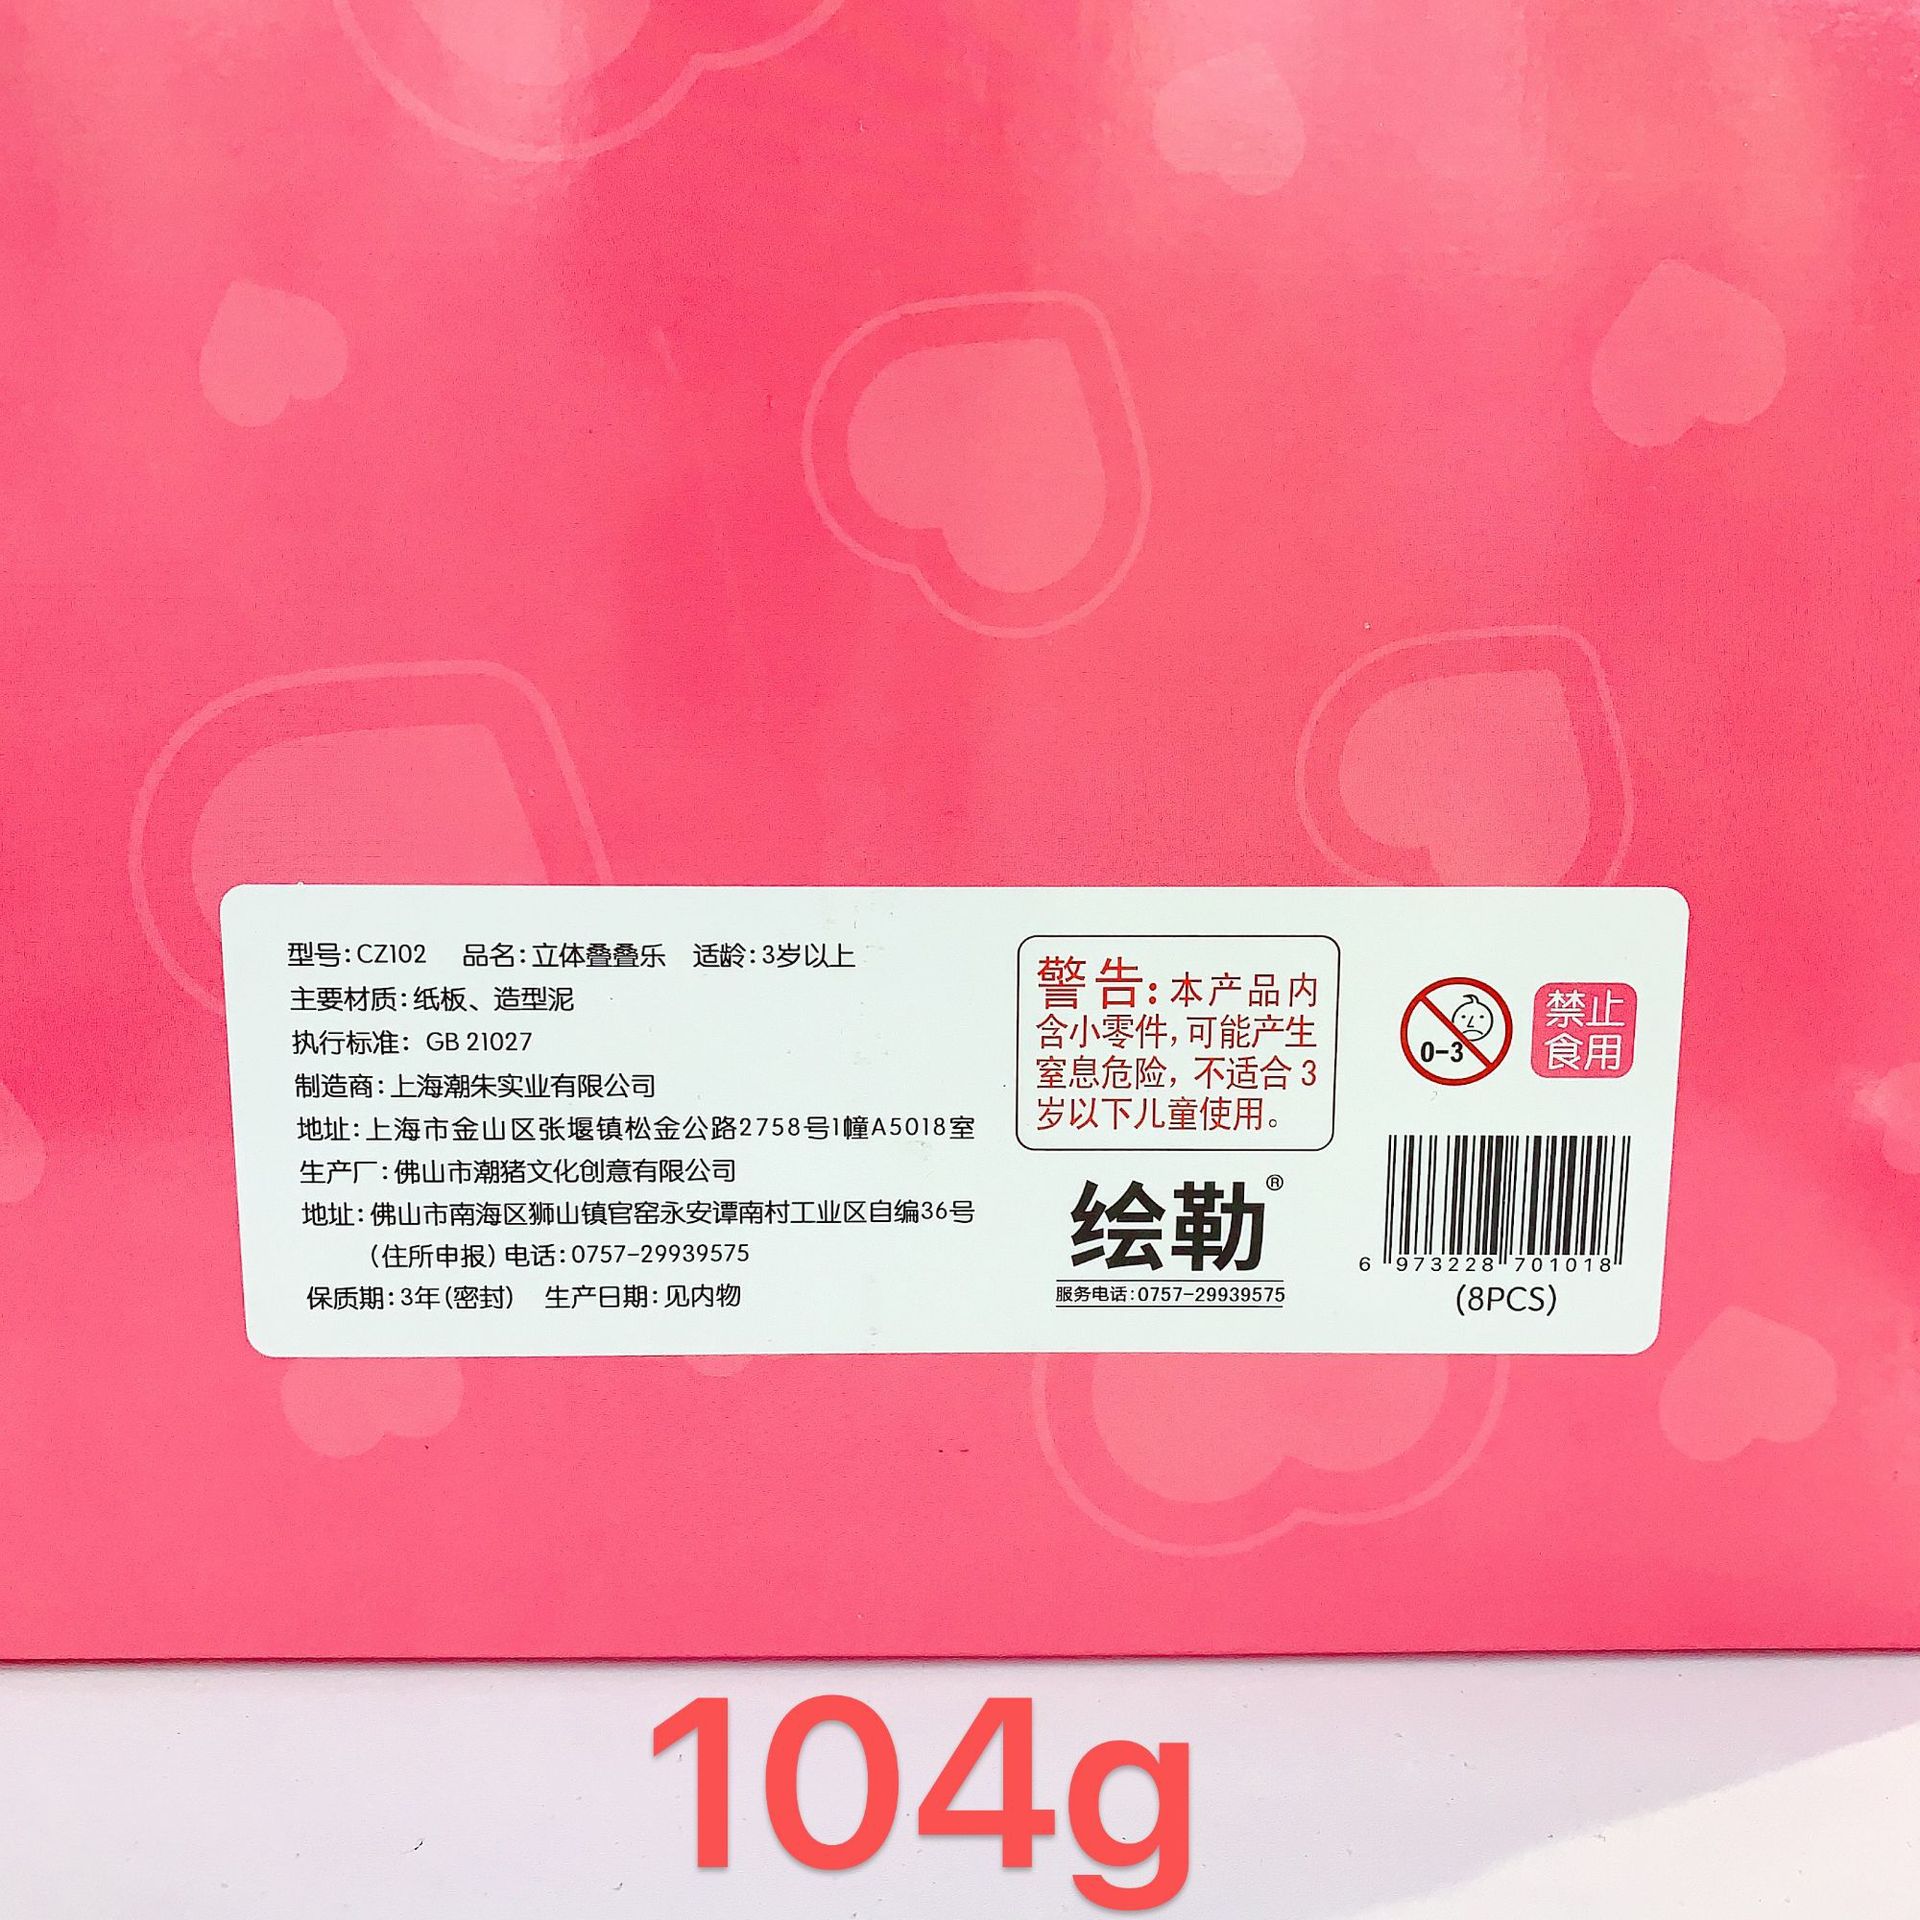 型号:CZ102 品名:立体叠叠乐 适龄:3岁以上
主要材质:纸板、造型泥
执行标准: GB 21027
制造商:上海潮朱实业有限公司
地址:上海市金山区张堰镇松金公路2758号1幢A5018室
生产厂:佛山市潮猪文化创意有限公司
地址:佛山市南海区狮山镇官窑永安谭南村工业区自编36号
(住所申报)电话:0757-29939575
保质期:3年(密封) 生产日期:见内物
警告:本产品内
含小零件,可能产生
窒息危险,不适合3
岁以下儿童使用。
绘勒®
服务电话:0757-29939575
0-3
禁止
食用
6 973228 701018
(8PCS)
104g